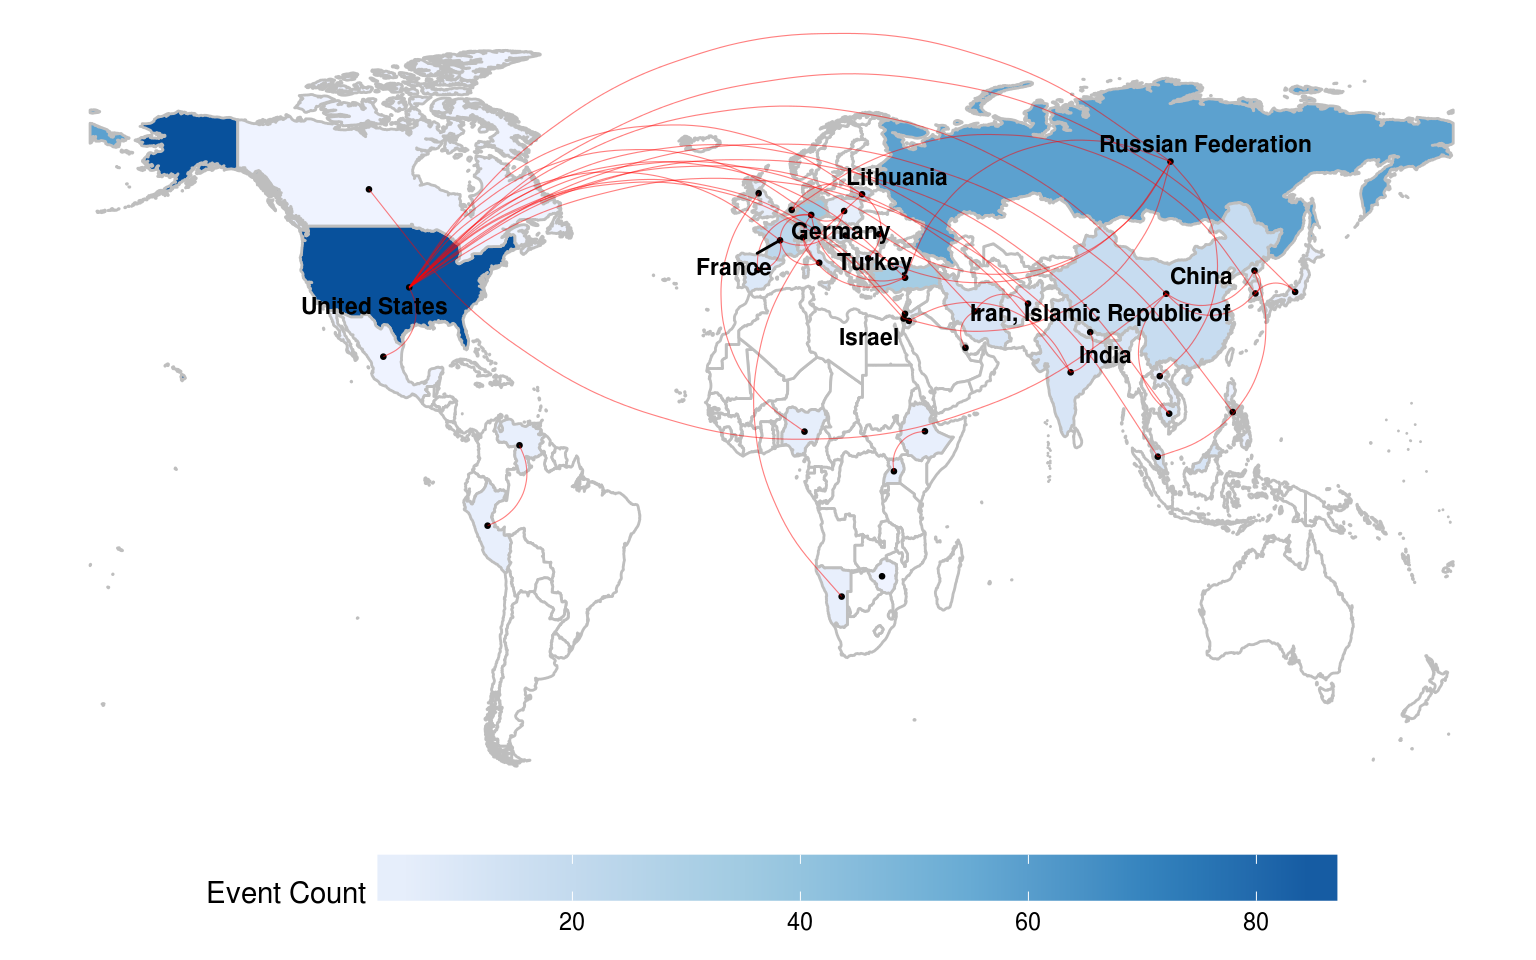 Russian Federation
Lithuania
Germany
France
Turkey
China
United States
Iran, Islamic Republic of
Israel
India
Event Count
20
40
60
80